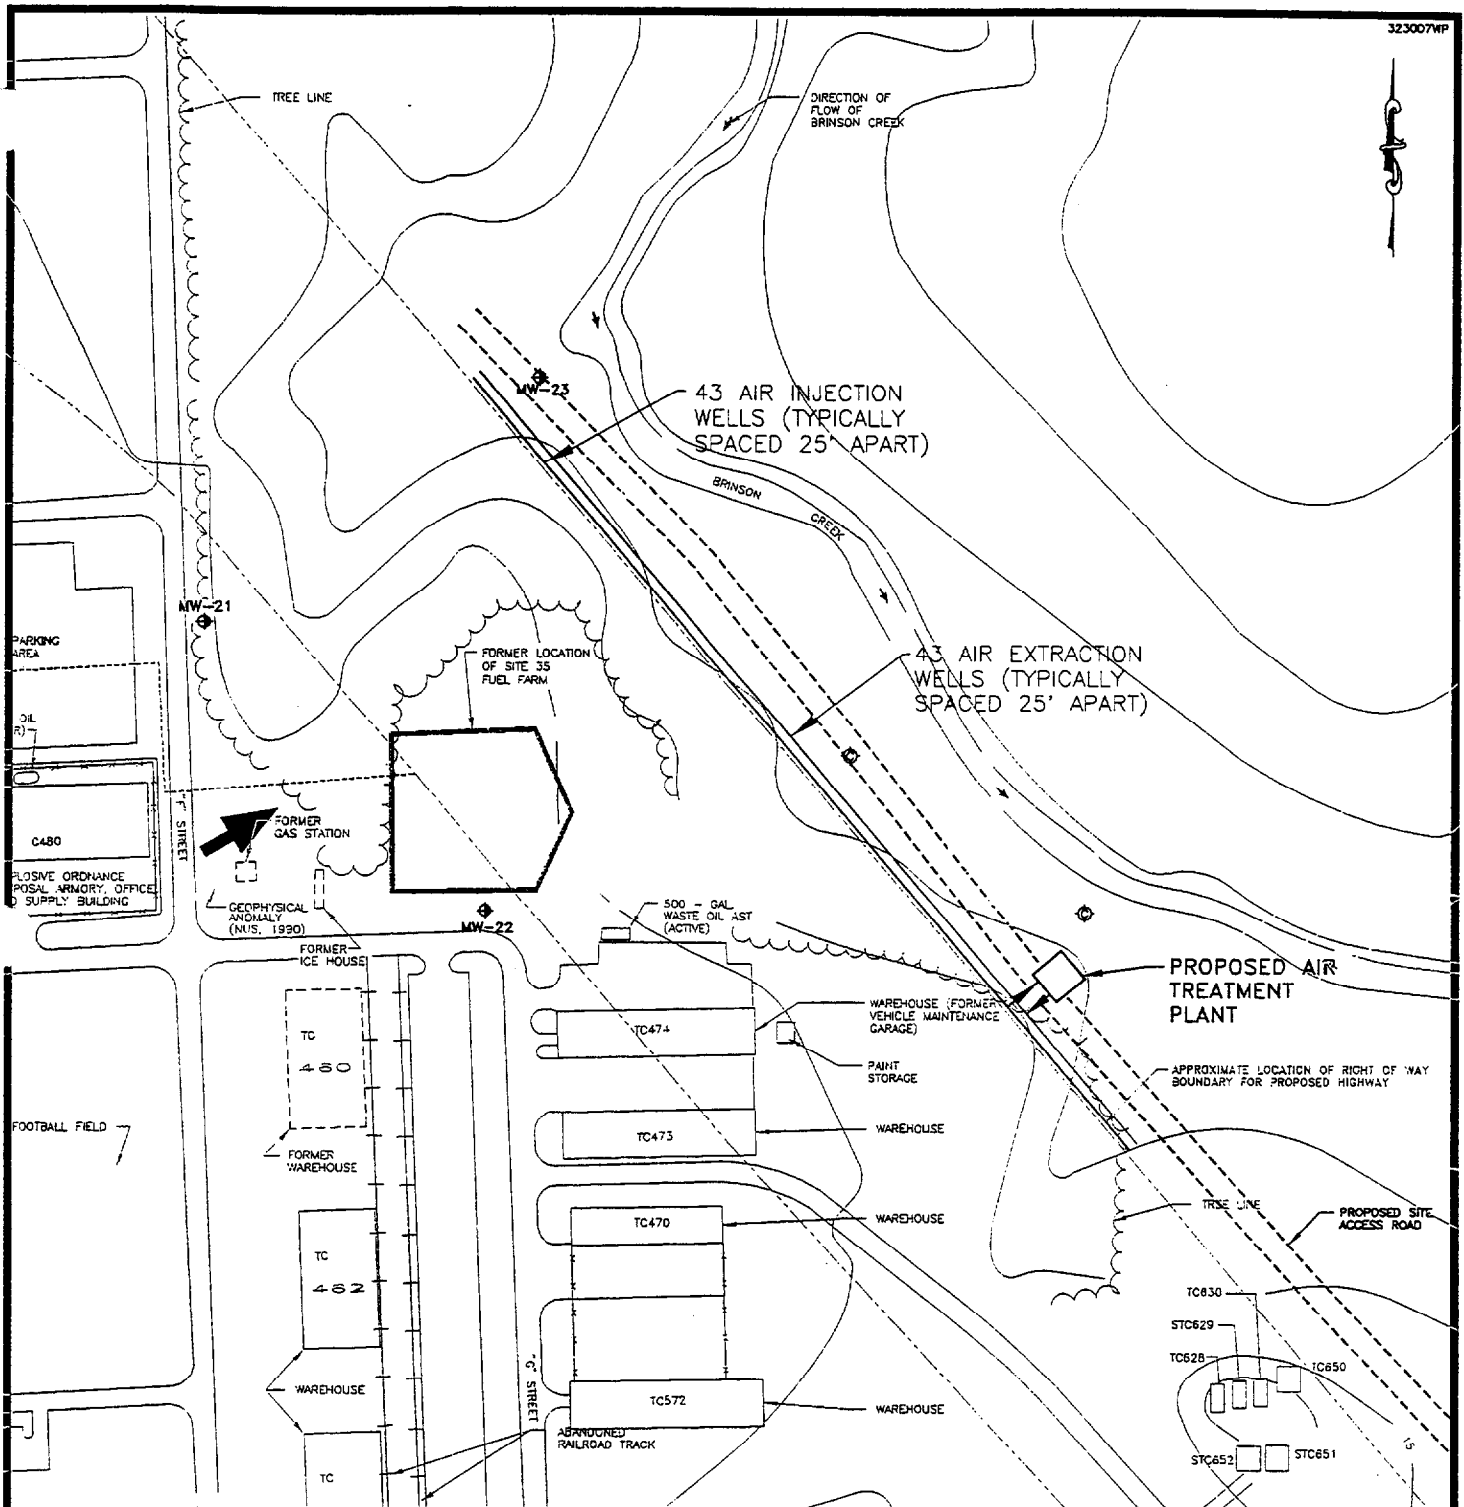 323007WP
TREE LINE
DIRECTION OF
FLOW OF
BRINSON CREEK
MW-23
43 AIR INJECTION
WELLS (TYPICALLY
SPACED 25' APART)
BRINSON
CREEK
MW-21
PARKING
AREA
FORMER LOCATION
OF SITE 35
FUEL FARM
43 AIR EXTRACTION
WELLS (TYPICALLY
SPACED 25' APART)
OIL
R)
"F" STREET
FORMER
GAS STATION
C480
PLOSIVE ORDNANCE
POSAL ARMORY, OFFICE
D SUPPLY BUILDING
GEOPHYSICAL
ANOMALY
(NUS, 1990)
MW-22
500 - GAL
WASTE OIL AST
(ACTIVE)
FORMER
ICE HOUSE
PROPOSED AIR
TREATMENT
PLANT
TC
460
TC474
WAREHOUSE (FORMER
VEHICLE MAINTENANCE
GARAGE)
PAINT
STORAGE
APPROXIMATE LOCATION OF RIGHT OF WAY
BOUNDARY FOR PROPOSED HIGHWAY
FOOTBALL FIELD
TC473
WAREHOUSE
FORMER
WAREHOUSE
TC470
WAREHOUSE
TREE LINE
PROPOSED SITE
ACCESS ROAD
TC
462
TC630
STC629
TC628
TC650
WAREHOUSE
"G" STREET
TC572
WAREHOUSE
ABANDONED
RAILROAD TRACK
15
STC652
STC651
TC